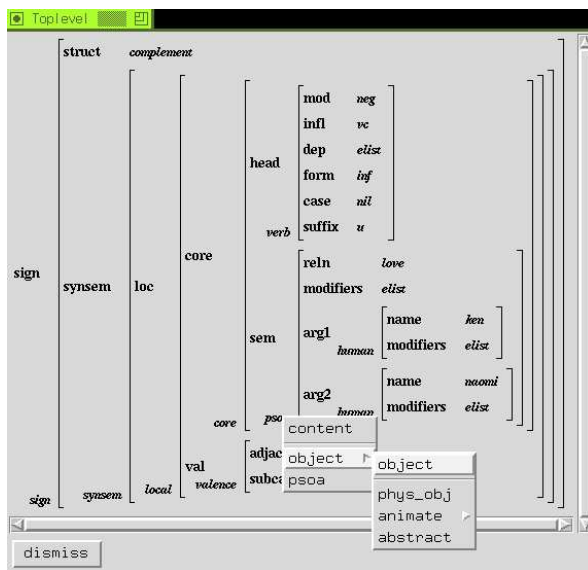 Toplevel
struct complement
mod neg
infl vc
dep elist
head form inf
case nil
verb suffix u
core
reln love
sign
synsem loc modifiers elist
name ken
sem arg1
human modifiers elist
name naomi
arg2
human modifiers elist
core
content
val object object
valence psoa
phys_obj
sign synsem local animate
abstract
dismiss